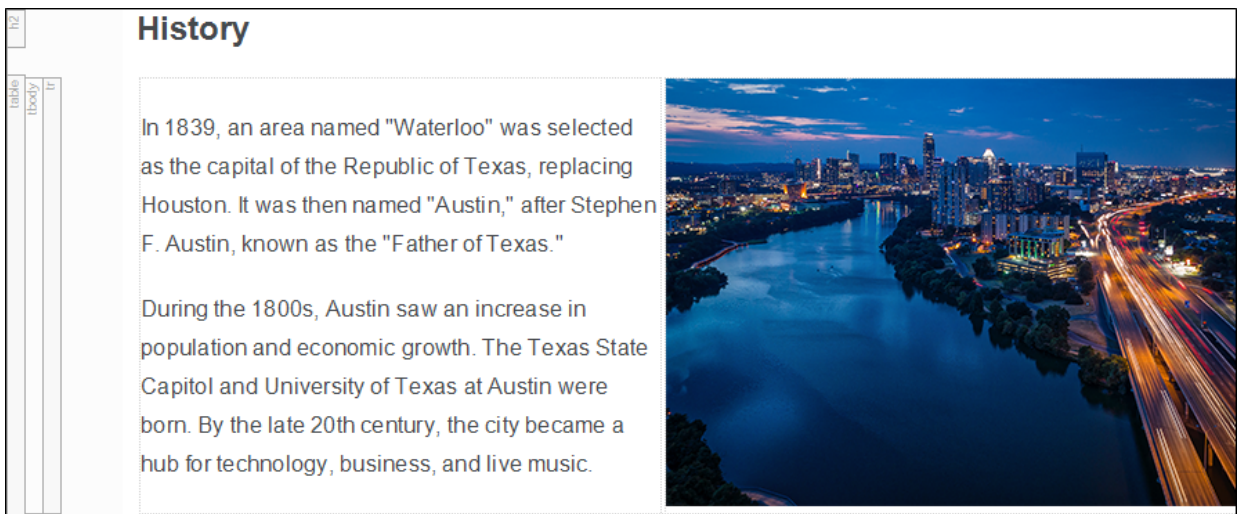 h2
History
table
tbody
tr
In 1839, an area named "Waterloo" was selected
as the capital of the Republic of Texas, replacing
Houston. It was then named "Austin," after Stephen
F. Austin, known as the "Father of Texas."
During the 1800s, Austin saw an increase in
population and economic growth. The Texas State
Capitol and University of Texas at Austin were
born. By the late 20th century, the city became a
hub for technology, business, and live music.